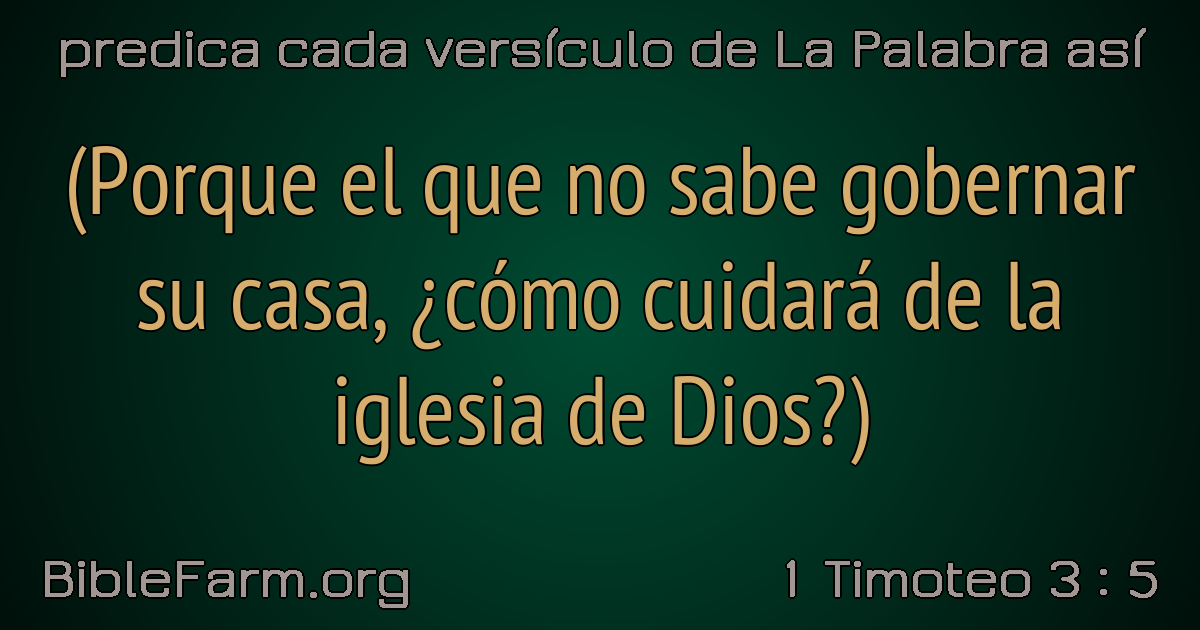 predica cada versículo de La Palabra así
(Porque el que no sabe gobernar
su casa, ¿cómo cuidará de la
iglesia de Dios?)
BibleFarm.org
1 Timoteo 3 : 5